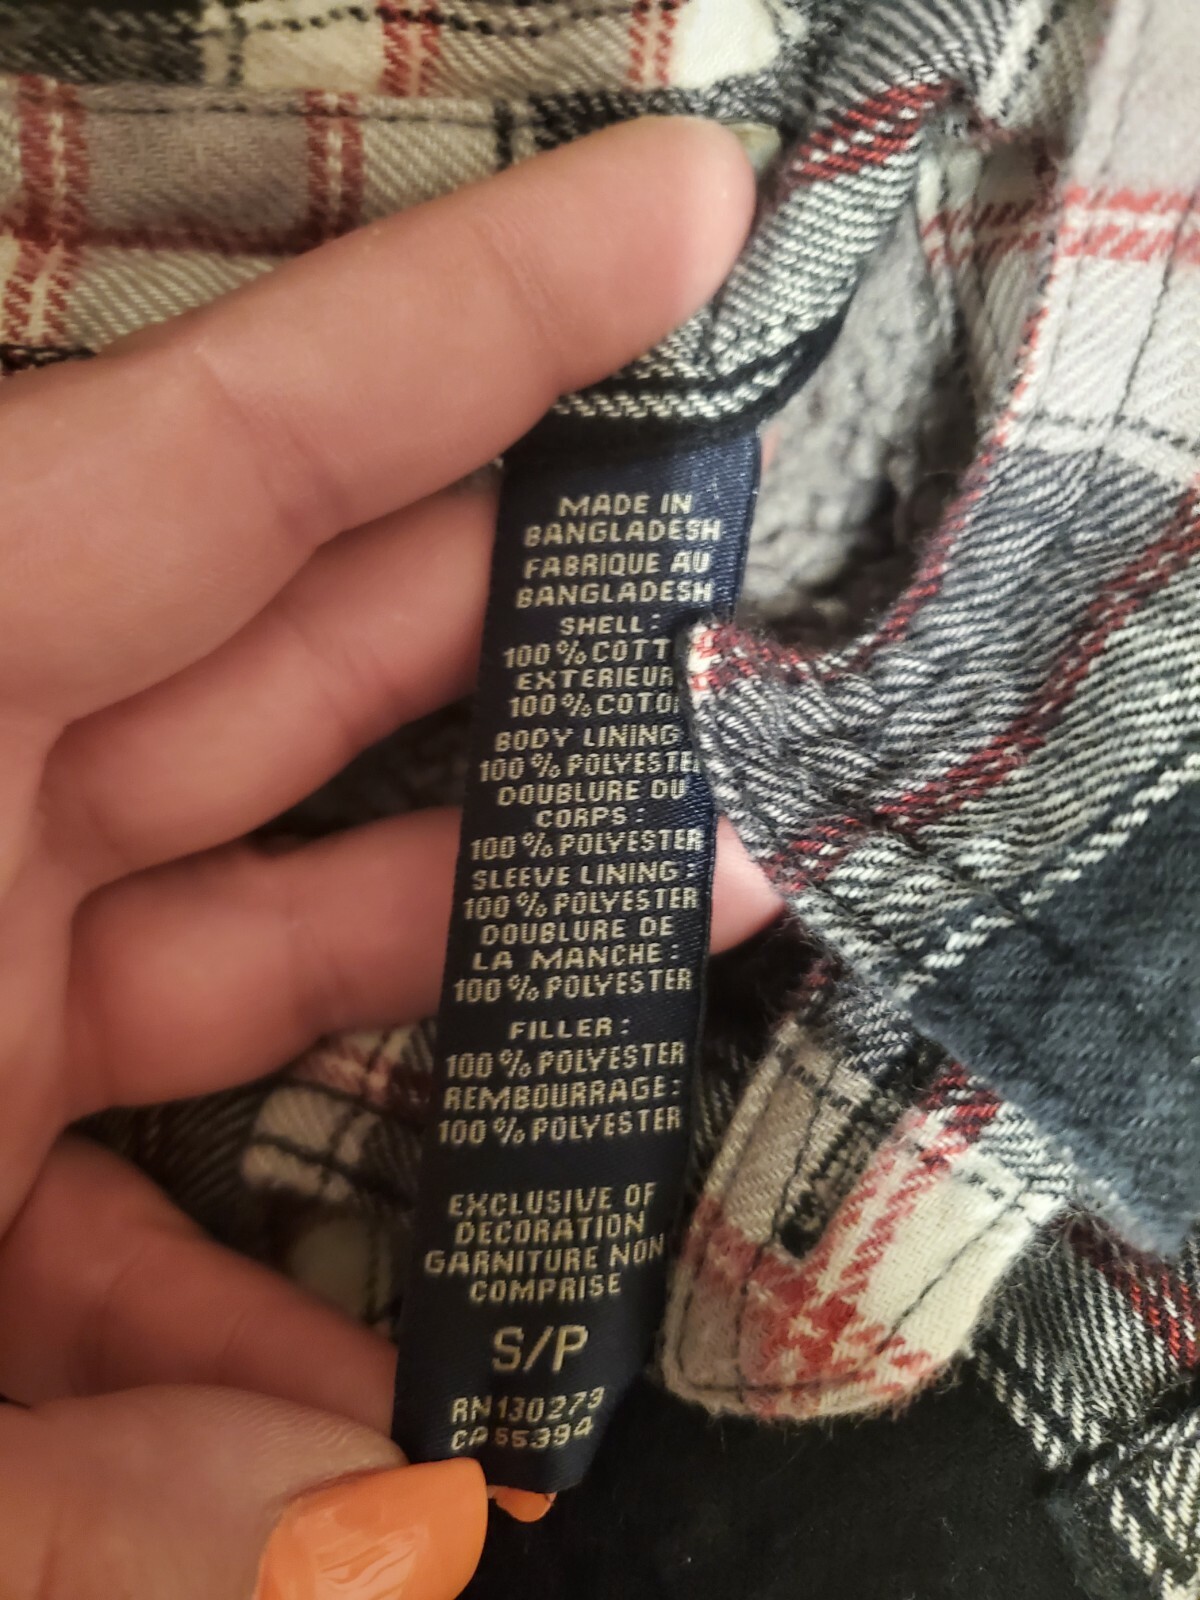 MADE IN
BANGLADESH
FABRIQUE AU
BANGLADESH
SHELL:
100% COTT
EXTERIEUR
100% COTO
BODY LINING
100% POLYESTE
DOUBLURE DU
CORPS:
100% POLYESTER
SLEEVE LINING:
100% POLYESTER
DOUBLURE DE
LA MANCHE:
100% POLYESTER
FILLER:
100% POLYESTER
REMBOURRAGE:
100% POLYESTER
EXCLUSIVE OF
DECORATION
GARNITURE NON
COMPRISE
S/P
RN 130273
CA 55394